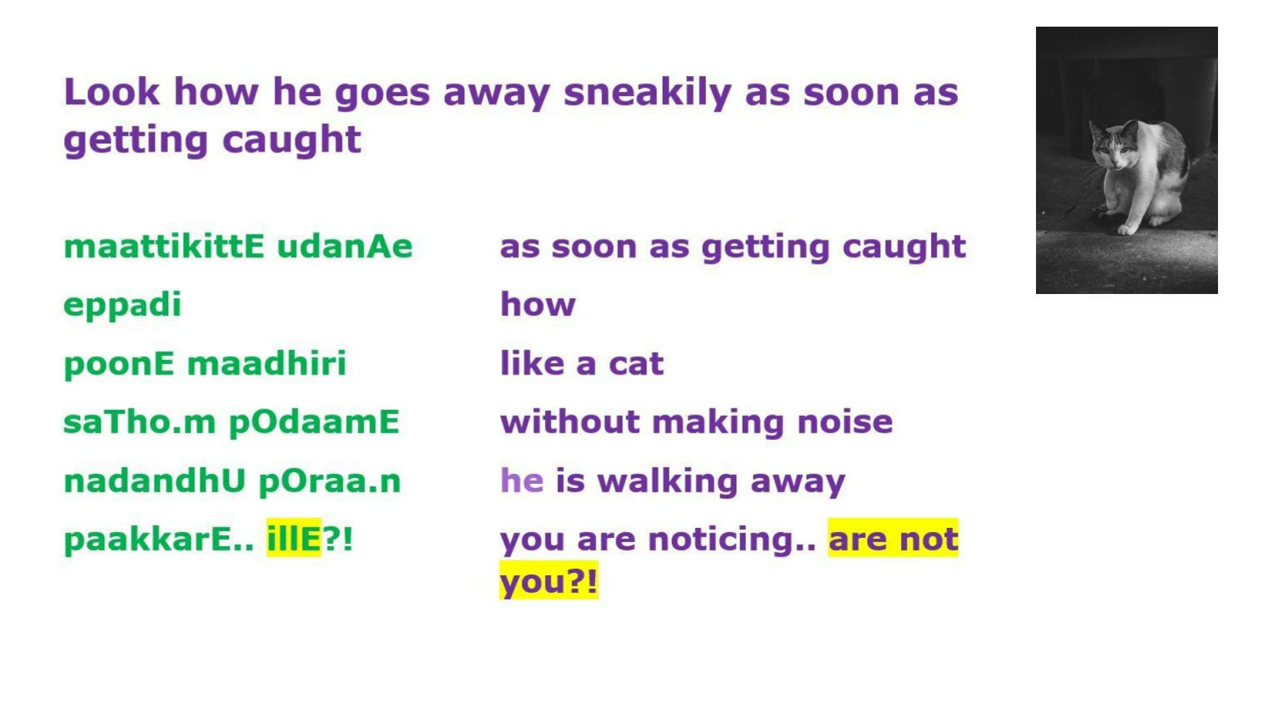 Look how he goes away sneakily as soon as
getting caught
maattikittE udanAe as soon as getting caught
eppadi how
poonE maadhiri like a cat
saTho.m pOdaamE without making noise
nadandhU pOraa.n he is walking away
paakkarE.. illE?! you are noticing.. are not
you?!